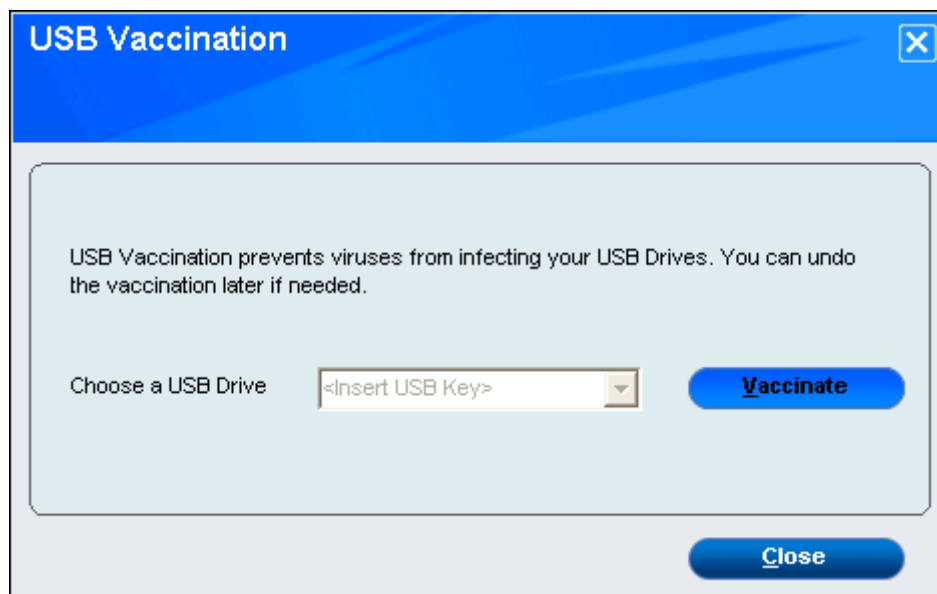 USB Vaccination
USB Vaccination prevents viruses from infecting your USB Drives. You can undo
the vaccination later if needed.
Choose a USB Drive
<Insert USB Key>
Vaccinate
Close